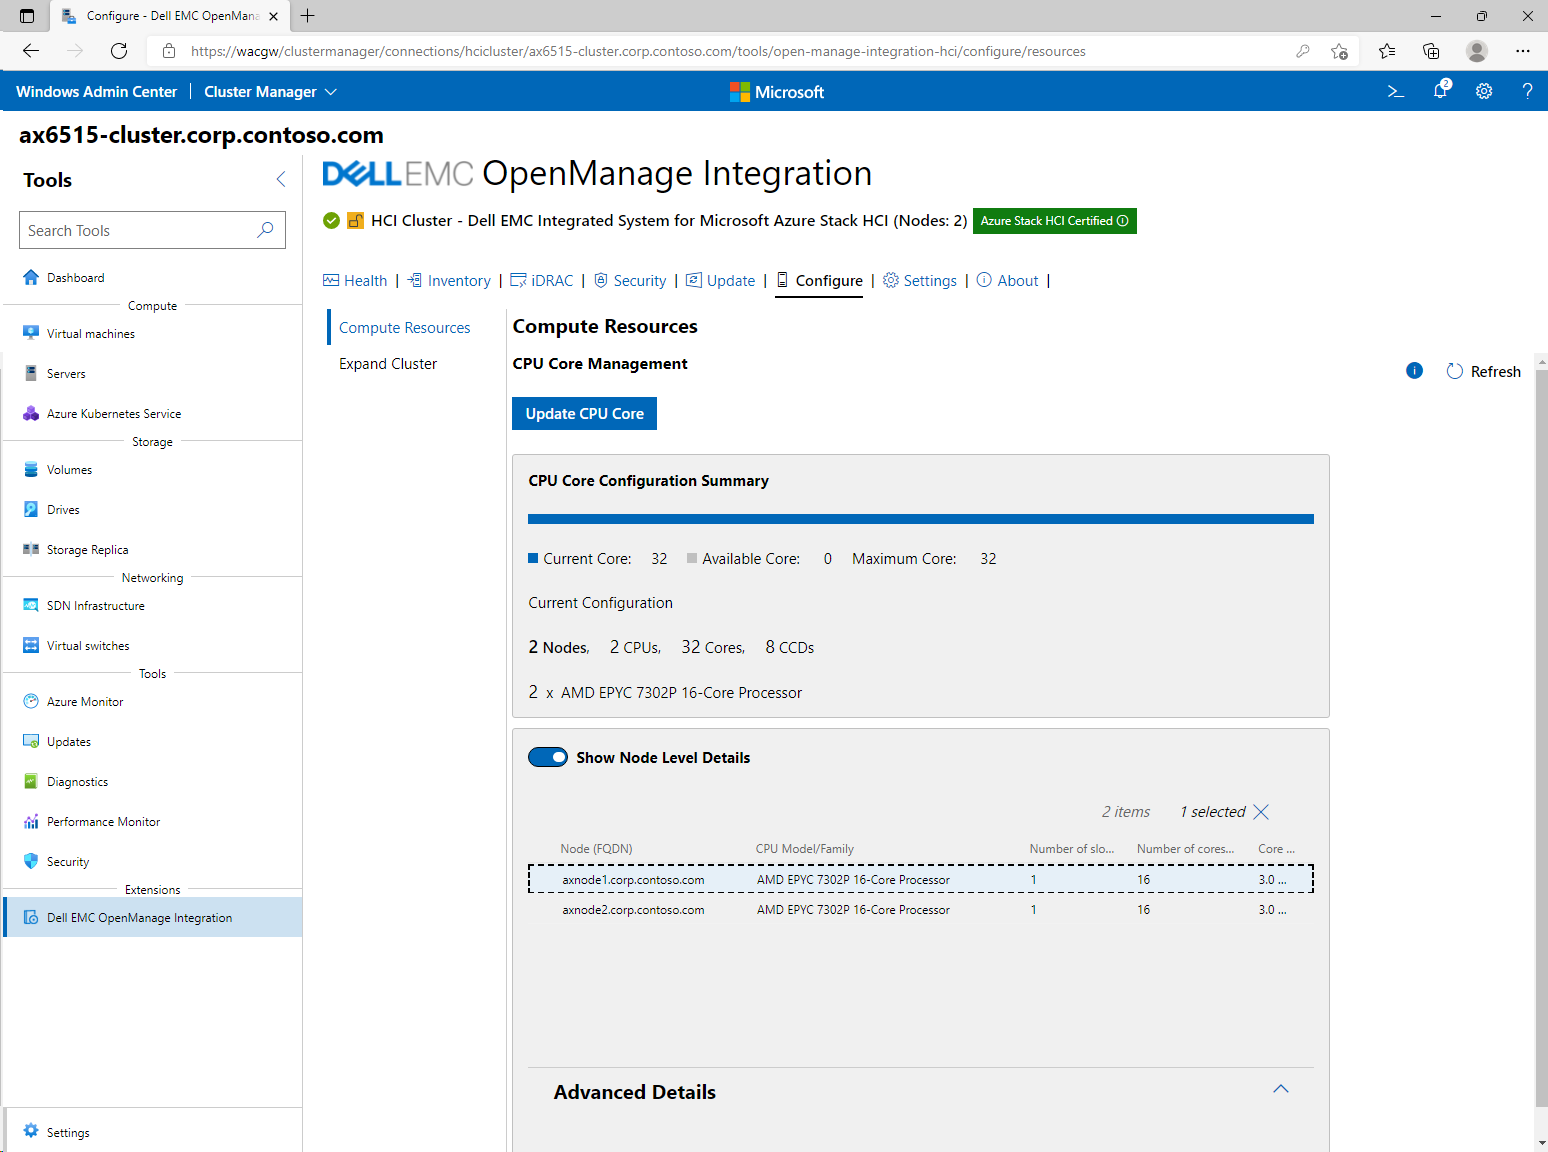 Configure - Dell EMC OpenMana
https://wacgw/clustermanager/connections/hcicluster/ax6515-cluster.corp.contoso.com/tools/open-manage-integration-hci/configure/resources
Windows Admin Center | Cluster Manager
Microsoft
2
ax6515-cluster.corp.contoso.com
Tools
Search Tools
Dashboard
Compute
Virtual machines
Servers
Azure Kubernetes Service
Storage
Volumes
Drives
Storage Replica
Networking
SDN Infrastructure
Virtual switches
Tools
Azure Monitor
Updates
Diagnostics
Performance Monitor
Security
Extensions
Dell EMC OpenManage Integration
Settings
DELLEMC OpenManage Integration
HCI Cluster - Dell EMC Integrated System for Microsoft Azure Stack HCI (Nodes: 2) Azure Stack HCI Certified
Health | Inventory | iDRAC | Security | Update | Configure | Settings | About |
Compute Resources
Expand Cluster
Compute Resources
CPU Core Management
Refresh
Update CPU Core
CPU Core Configuration Summary
Current Core: 32 Available Core: 0 Maximum Core: 32
Current Configuration
2 Nodes, 2 CPUs, 32 Cores, 8 CCDs
2 x AMD EPYC 7302P 16-Core Processor
Show Node Level Details
2 items 1 selected
Node (FQDN) CPU Model/Family Number of slo... Number of cores... Core ...
axnode1.corp.contoso.com AMD EPYC 7302P 16-Core Processor 1 16 3.0 ...
axnode2.corp.contoso.com AMD EPYC 7302P 16-Core Processor 1 16 3.0 ...
Advanced Details